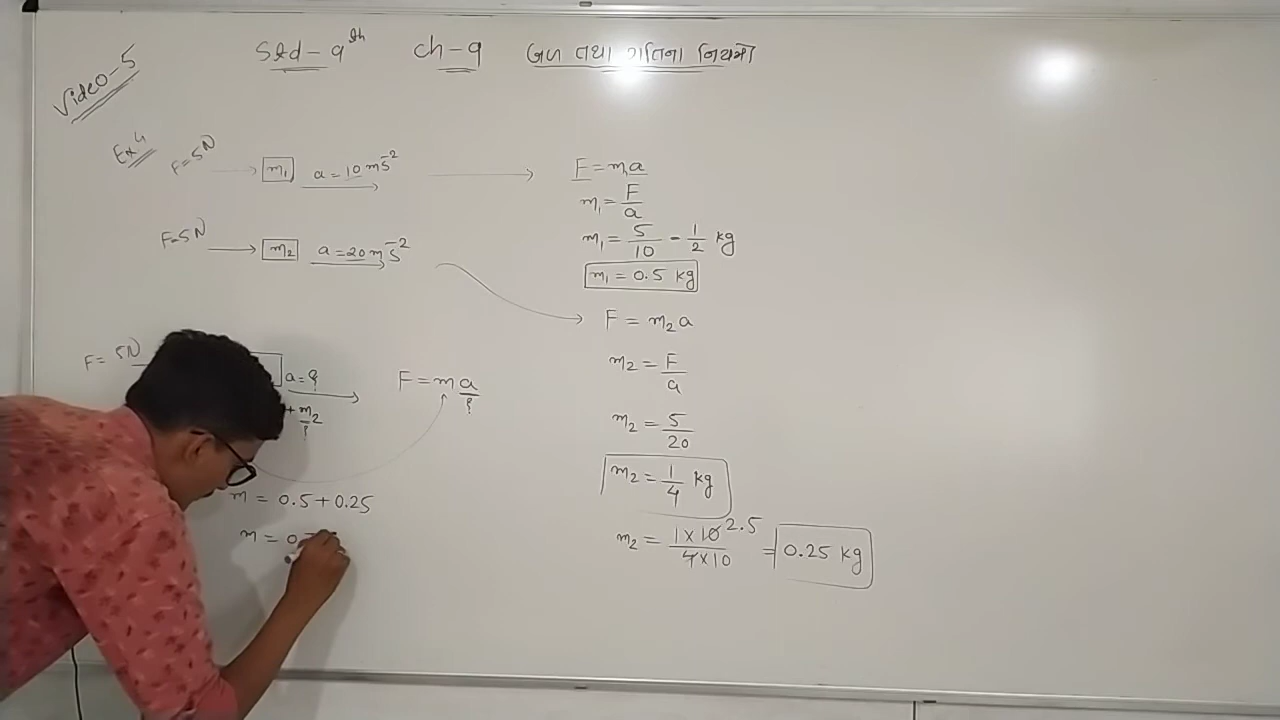 Std - 9th ch - 9 બળ તથા ગતિના નિયમો
Video - 5
Ex 4
F = 5N → m₁ a = 10 ms⁻²
F = 5N → m₂ a = 20 ms⁻²
F = 5N a = ?
+ m₂
?
F = m a
?
m = 0.5 + 0.25
m = 0.
F = m₁a
m₁ = F/a
m₁ = 5/10 = 1/2 kg
m₁ = 0.5 kg
F = m₂a
m₂ = F/a
m₂ = 5/20
m₂ = 1/4 kg
m₂ = 1×10/4×10 2.5 = 0.25 kg